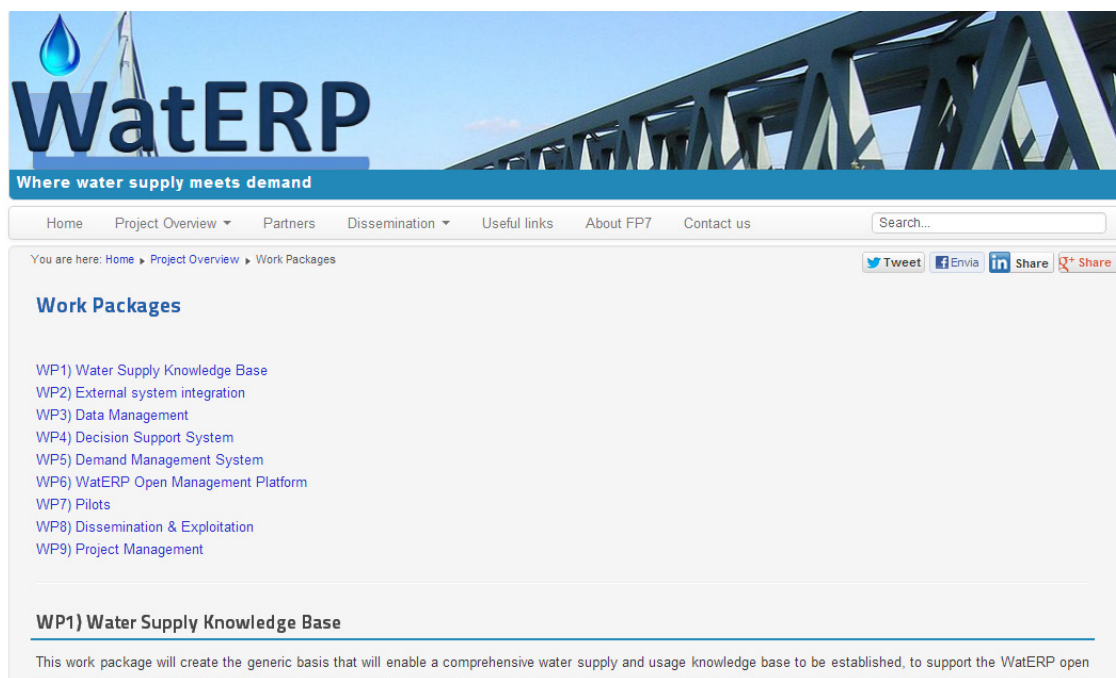 WatERP
Where water supply meets demand
Home Project Overview Partners Dissemination Useful links About FP7 Contact us Search...
You are here: Home Project Overview Work Packages
Tweet Envia in Share g+ Share
Work Packages
WP1) Water Supply Knowledge Base
WP2) External system integration
WP3) Data Management
WP4) Decision Support System
WP5) Demand Management System
WP6) WatERP Open Management Platform
WP7) Pilots
WP8) Dissemination & Exploitation
WP9) Project Management
WP1) Water Supply Knowledge Base
This work package will create the generic basis that will enable a comprehensive water supply and usage knowledge base to be established, to support the WatERP open